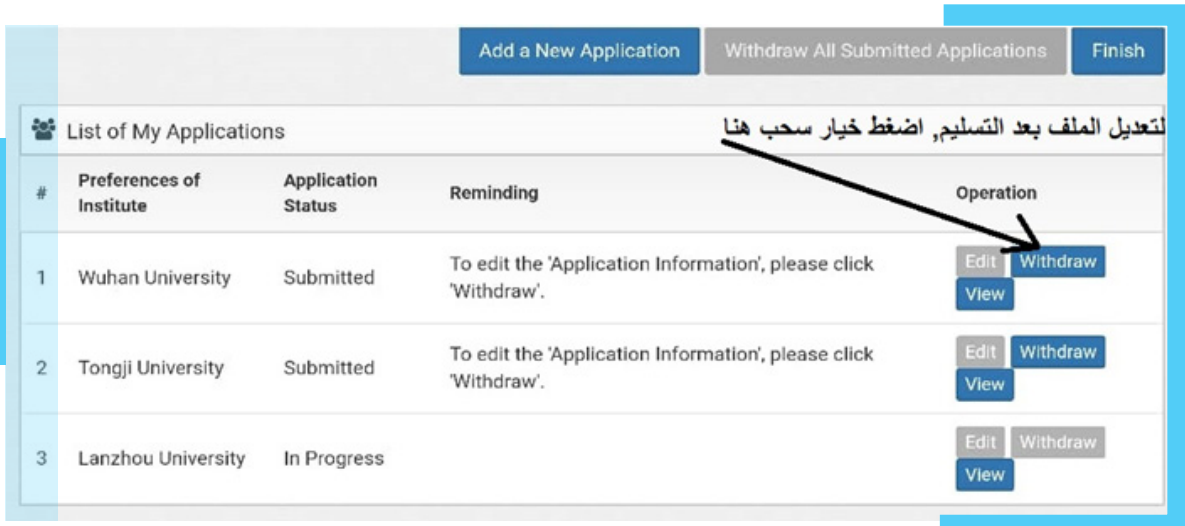 Add a New Application Withdraw All Submitted Applications Finish
List of My Applications
لتعديل الملف بعد التسليم, اضغط خيار سحب هنا
# Preferences of Institute Application Status Reminding Operation
1 Wuhan University Submitted To edit the 'Application Information', please click 'Withdraw'. Edit Withdraw View
2 Tongji University Submitted To edit the 'Application Information', please click 'Withdraw'. Edit Withdraw View
3 Lanzhou University In Progress Edit Withdraw View